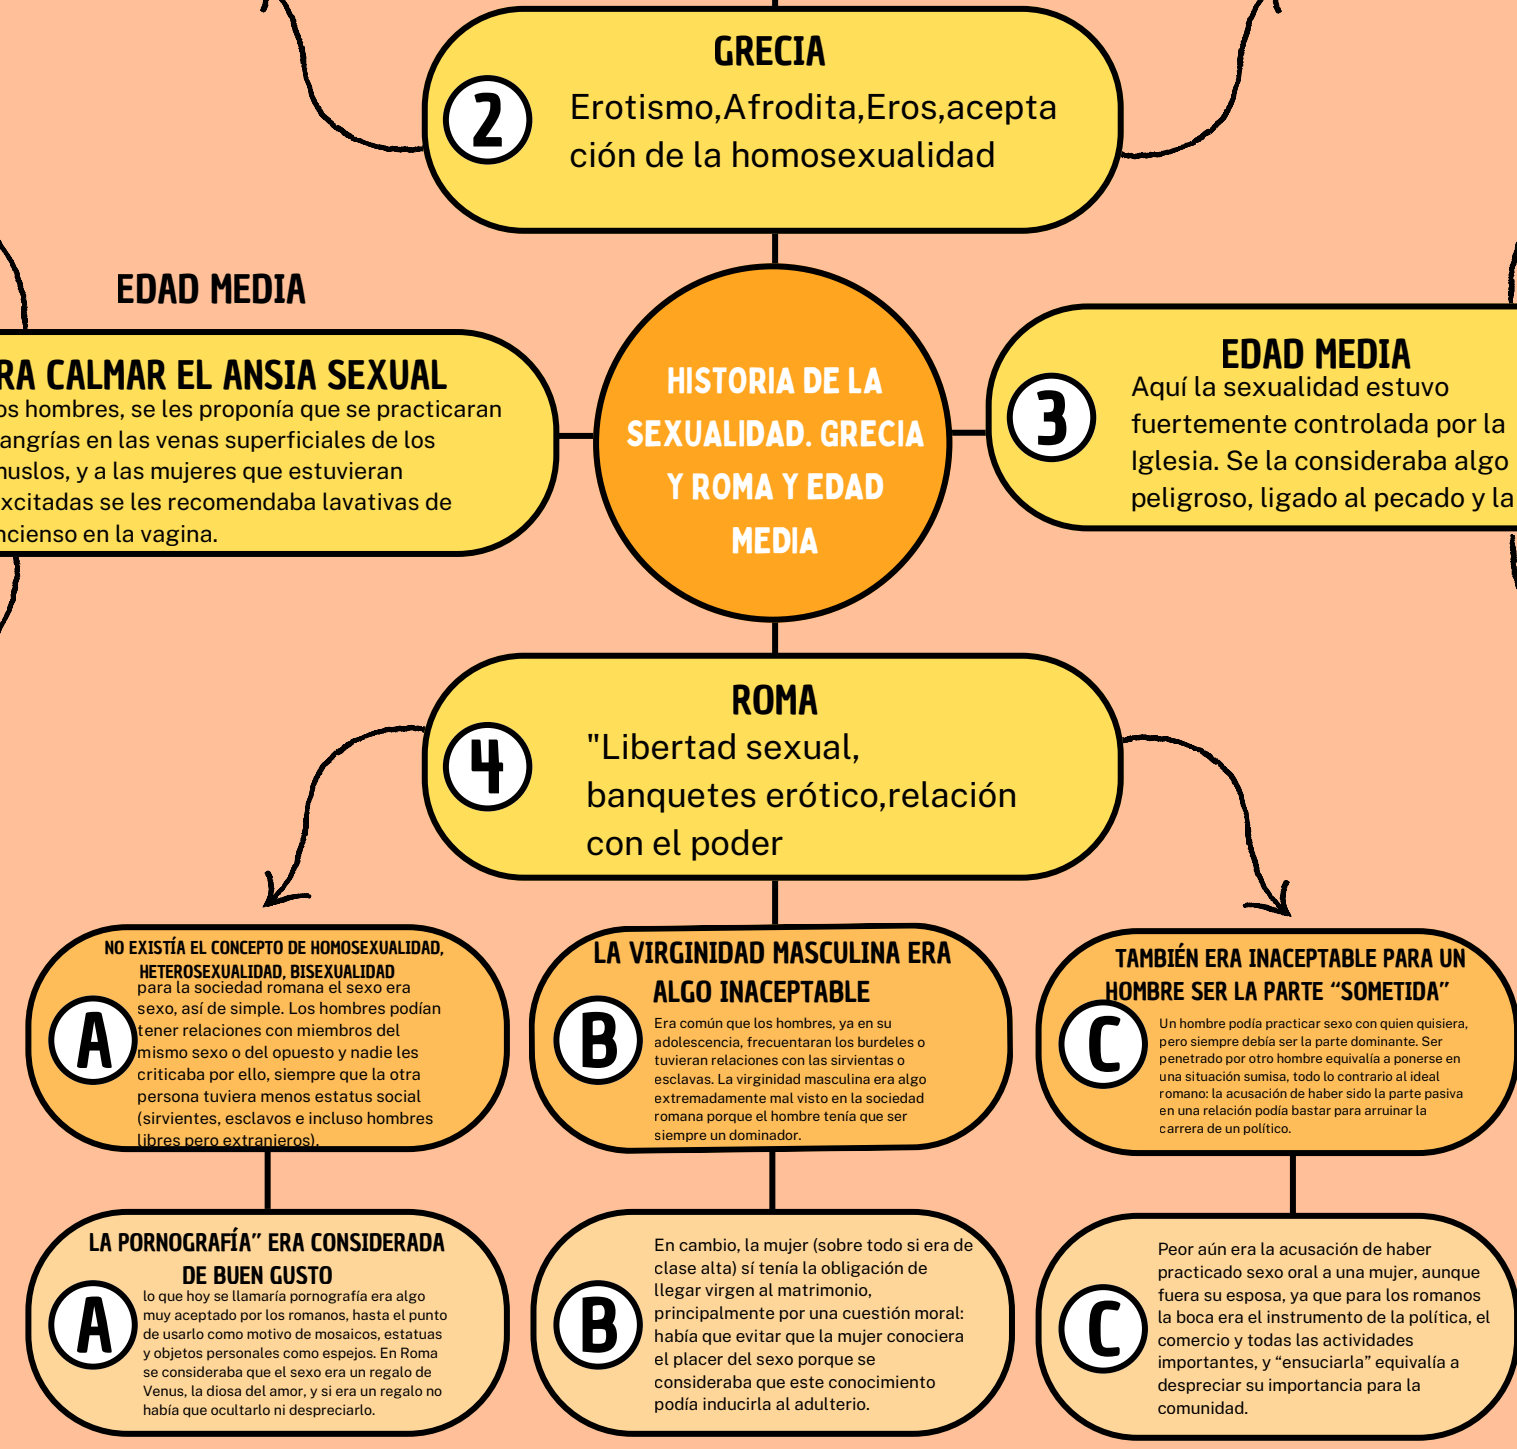 GRECIA
2
Erotismo,Afrodita,Eros,acepta
ción de la homosexualidad
EDAD MEDIA
RA CALMAR EL ANSIA SEXUAL
os hombres, se les proponía que se practicaran
angrías en las venas superficiales de los
uslos, y a las mujeres que estuvieran
xcitadas se les recomendaba lavativas de
ncienso en la vagina.
HISTORIA DE LA
SEXUALIDAD. GRECIA
Y ROMA Y EDAD
MEDIA
EDAD MEDIA
3
Aquí la sexualidad estuvo
fuertemente controlada por la
Iglesia. Se la consideraba algo
peligroso, ligado al pecado y la
ROMA
4
"Libertad sexual,
banquetes erótico,relación
con el poder
NO EXISTÍA EL CONCEPTO DE HOMOSEXUALIDAD,
HETEROSEXUALIDAD, BISEXUALIDAD
A
para la sociedad romana el sexo era
sexo, así de simple. Los hombres podían
tener relaciones con miembros del
mismo sexo o del opuesto y nadie les
criticaba por ello, siempre que la otra
persona tuviera menos estatus social
(sirvientes, esclavos e incluso hombres
libres pero extranjeros).
LA VIRGINIDAD MASCULINA ERA
ALGO INACEPTABLE
B
Era común que los hombres, ya en su
adolescencia, frecuentaran los burdeles o
tuvieran relaciones con las sirvientas o
esclavas. La virginidad masculina era algo
extremadamente mal visto en la sociedad
romana porque el hombre tenía que ser
siempre un dominador.
TAMBIÉN ERA INACEPTABLE PARA UN
HOMBRE SER LA PARTE “SOMETIDA”
C
Un hombre podía practicar sexo con quien quisiera,
pero siempre debía ser la parte dominante. Ser
penetrado por otro hombre equivalía a ponerse en
una situación sumisa, todo lo contrario al ideal
romano: la acusación de haber sido la parte pasiva
en una relación podía bastar para arruinar la
carrera de un político.
LA PORNOGRAFÍA” ERA CONSIDERADA
DE BUEN GUSTO
A
lo que hoy se llamaría pornografía era algo
muy aceptado por los romanos, hasta el punto
de usarlo como motivo de mosaicos, estatuas
y objetos personales como espejos. En Roma
se consideraba que el sexo era un regalo de
Venus, la diosa del amor, y si era un regalo no
había que ocultarlo ni despreciarlo.
B
En cambio, la mujer (sobre todo si era de
clase alta) sí tenía la obligación de
llegar virgen al matrimonio,
principalmente por una cuestión moral:
había que evitar que la mujer conociera
el placer del sexo porque se
consideraba que este conocimiento
podía inducirla al adulterio.
C
Peor aún era la acusación de haber
practicado sexo oral a una mujer, aunque
fuera su esposa, ya que para los romanos
la boca era el instrumento de la política, el
comercio y todas las actividades
importantes, y “ensuciarla” equivalía a
despreciar su importancia para la
comunidad.